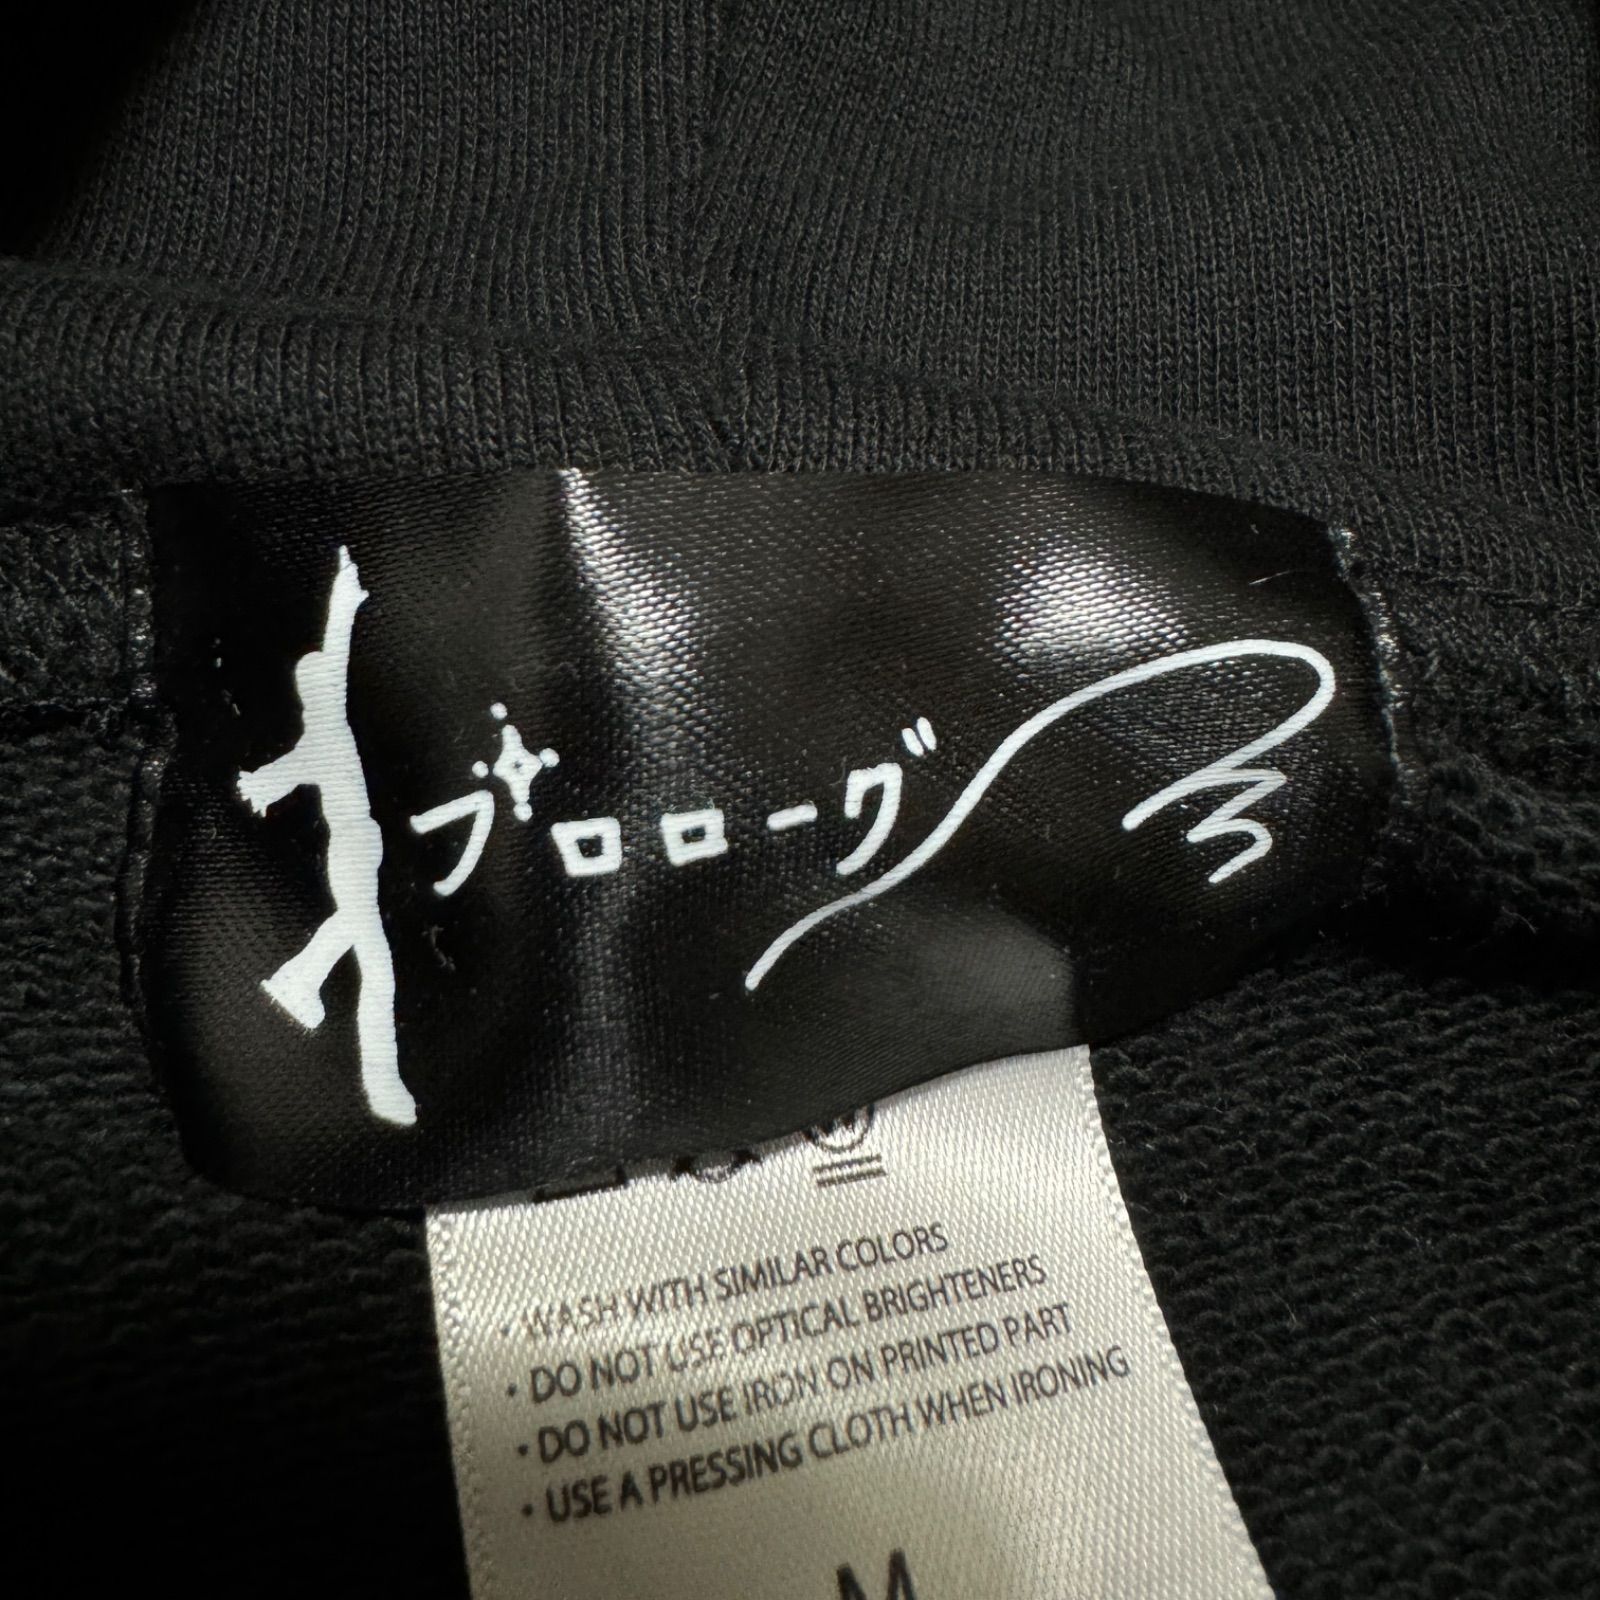 プロローグ
• WASH WITH SIMILAR COLORS
• DO NOT USE OPTICAL BRIGHTENERS
• DO NOT USE IRON ON PRINTED PART
• USE A PRESSING CLOTH WHEN IRONING
M